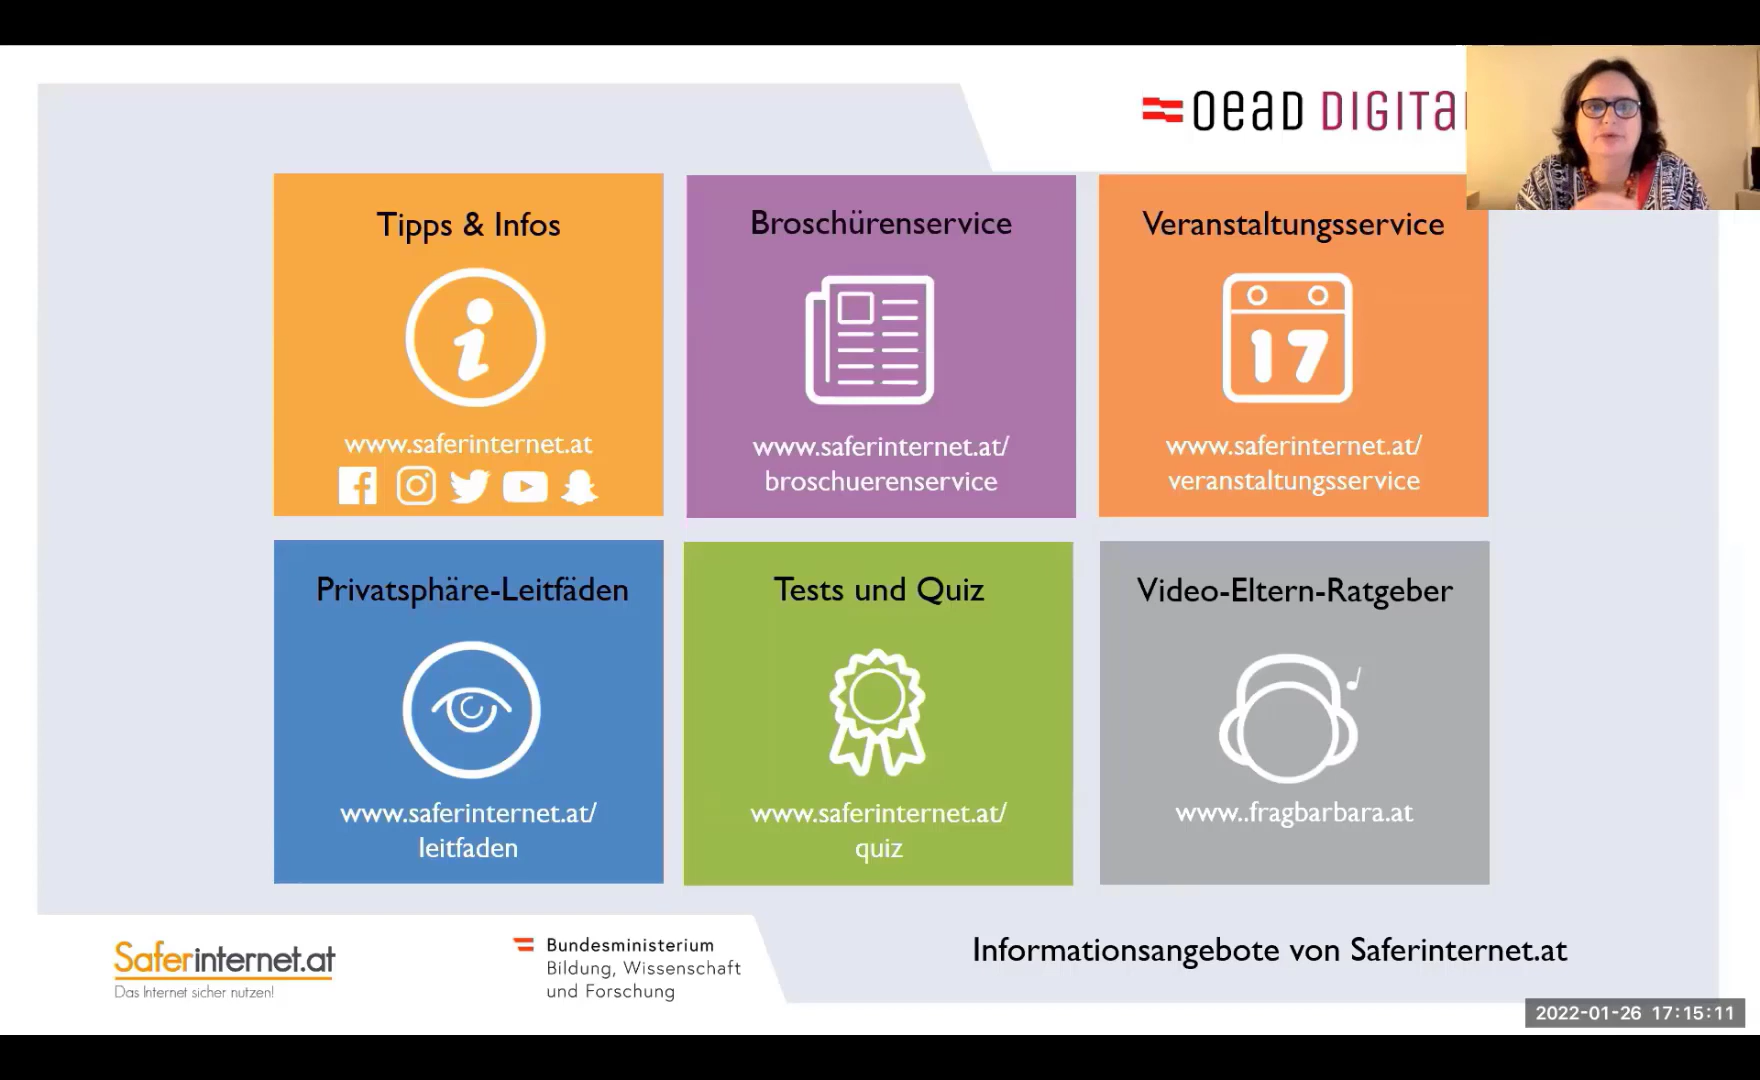 OEAD DIGITA
Tipps & Infos
www.saferinternet.at
Broschürenservice
www.saferinternet.at/
broschuerenservice
Veranstaltungsservice
17
www.saferinternet.at/
veranstaltungsservice
Privatsphäre-Leitfäden
www.saferinternet.at/
leitfaden
Tests und Quiz
www.saferinternet.at/
quiz
Video-Eltern-Ratgeber
www..fragbarbara.at
Saferinternet.at
Das Internet sicher nutzen!
Bundesministerium
Bildung, Wissenschaft
und Forschung
Informationsangebote von Saferinternet.at
2022-01-26 17:15:11